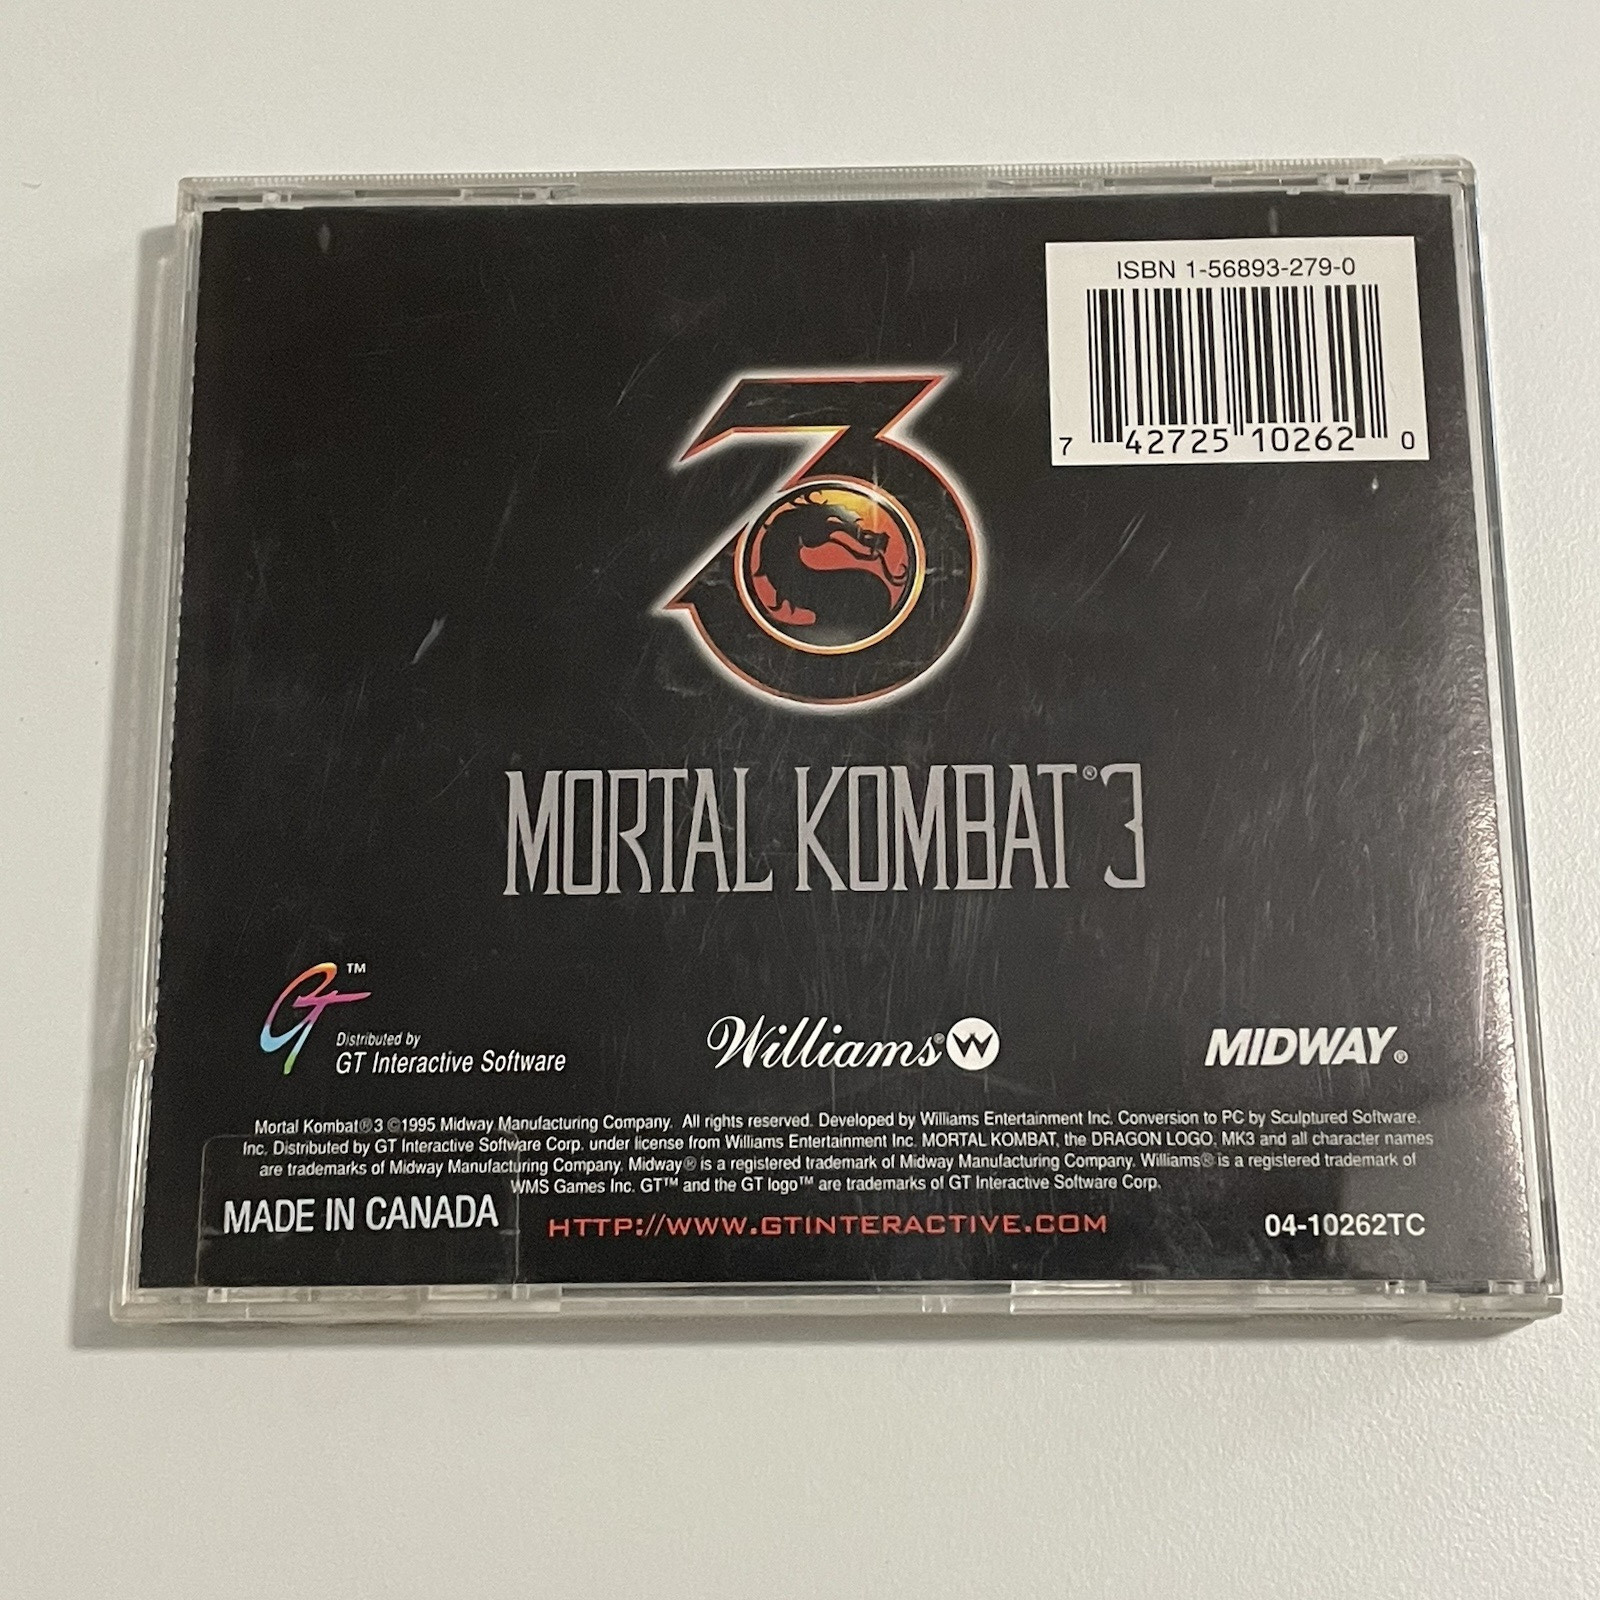 ISBN 1-56893-279-0
7 42725 10262 0
3
MORTAL KOMBAT® 3
GT™
Distributed by
GT Interactive Software
Williams® W
MIDWAY®
Mortal Kombat® 3 ©1995 Midway Manufacturing Company. All rights reserved. Developed by Williams Entertainment Inc. Conversion to PC by Sculptured Software.
Inc. Distributed by GT Interactive Software Corp. under license from Williams Entertainment Inc. MORTAL KOMBAT, the DRAGON LOGO, MK3 and all character names
are trademarks of Midway Manufacturing Company. Midway® is a registered trademark of Midway Manufacturing Company. Williams® is a registered trademark of
WMS Games Inc. GT™ and the GT logo™ are trademarks of GT Interactive Software Corp.
MADE IN CANADA
HTTP://WWW.GTINTERACTIVE.COM
04-10262TC